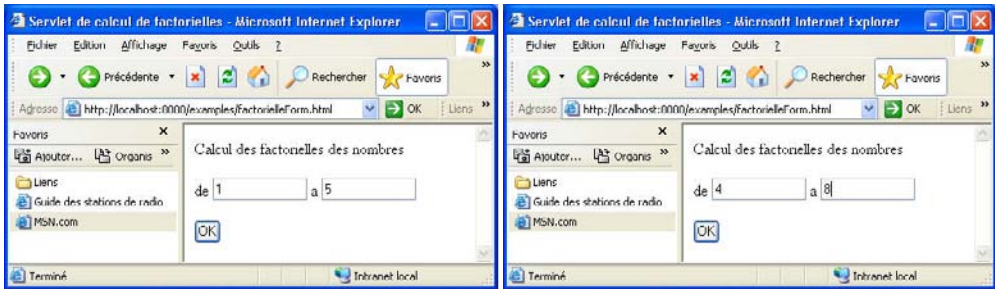 Servlet de calcul de factorielles - Microsoft Internet Explorer
Fichier Edition Affichage Favoris Outils ?
Précédente Rechercher Favoris »
Adresse http://localhost:8080/examples/FactorielleForm.html OK Liens »
Favoris x
Ajouter... Organis »
Liens
Guide des stations de radio
MSN.com
Calcul des factorielles des nombres
de 1 a 5
OK
Terminé Intranet local
Servlet de calcul de factorielles - Microsoft Internet Explorer
Fichier Edition Affichage Favoris Outils ?
Précédente Rechercher Favoris »
Adresse http://localhost:8080/examples/FactorielleForm.html OK Liens »
Favoris x
Ajouter... Organis »
Liens
Guide des stations de radio
MSN.com
Calcul des factorielles des nombres
de 4 a 8
OK
Terminé Intranet local